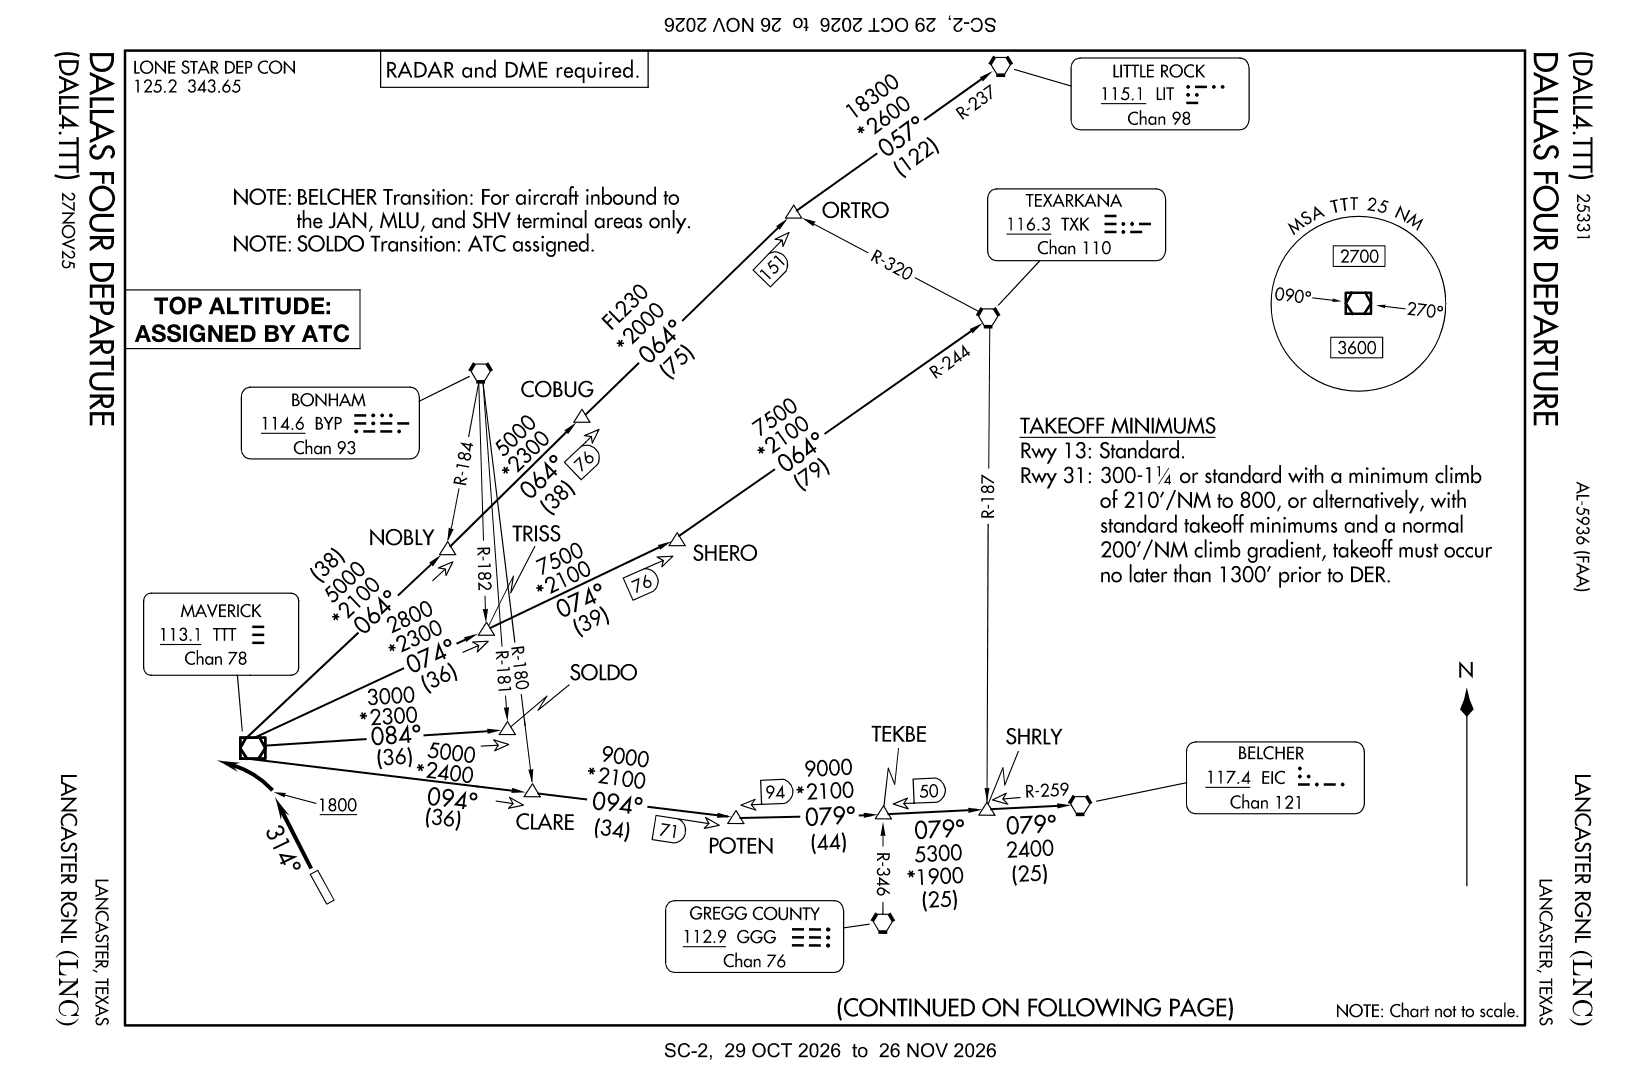 SC-2, 29 OCT 2026 to 26 NOV 2026
DALLAS FOUR DEPARTURE
(DALL4.TTT) 27NOV25
LANCASTER, TEXAS
LANCASTER RGNL (LNC)
LONE STAR DEP CON
125.2 343.65
RADAR and DME required.
NOTE: BELCHER Transition: For aircraft inbound to
the JAN, MLU, and SHV terminal areas only.
NOTE: SOLDO Transition: ATC assigned.
TOP ALTITUDE:
ASSIGNED BY ATC
LITTLE ROCK
115.1 LIT
Chan 98
R-237
18300
*2600
057°
(122)
ORTRO
151
R-320
TEXARKANA
116.3 TXK
Chan 110
MSA TTT 25 NM
2700
090°
270°
3600
FL230
*2000
064°
(75)
COBUG
76
BONHAM
114.6 BYP
Chan 93
R-184
R-182
R-181
R-180
5000
*2300
064°
(38)
7500
*2100
064°
(79)
R-244
R-187
TAKEOFF MINIMUMS
Rwy 13: Standard.
Rwy 31: 300-1¼ or standard with a minimum climb
of 210'/NM to 800, or alternatively, with
standard takeoff minimums and a normal
200'/NM climb gradient, takeoff must occur
no later than 1300' prior to DER.
NOBLY
TRISS
SHERO
7500
*2100
074°
(39)
76
(38)
5000
*2100
064°
2800
*2300
074°
(36)
MAVERICK
113.1 TTT
Chan 78
SOLDO
3000
*2300
084°
(36)
5000
*2400
094°
(36)
CLARE
9000
*2100
094°
(34)
71
POTEN
94
9000
*2100
079°
(44)
TEKBE
50
SHRLY
079°
5300
*1900
(25)
R-259
079°
2400
(25)
BELCHER
117.4 EIC
Chan 121
R-346
GREGG COUNTY
112.9 GGG
Chan 76
1800
314°
N
(CONTINUED ON FOLLOWING PAGE)
NOTE: Chart not to scale.
DALLAS FOUR DEPARTURE
(DALL4.TTT) 25331
AL-5936 (FAA)
LANCASTER, TEXAS
LANCASTER RGNL (LNC)
SC-2, 29 OCT 2026 to 26 NOV 2026